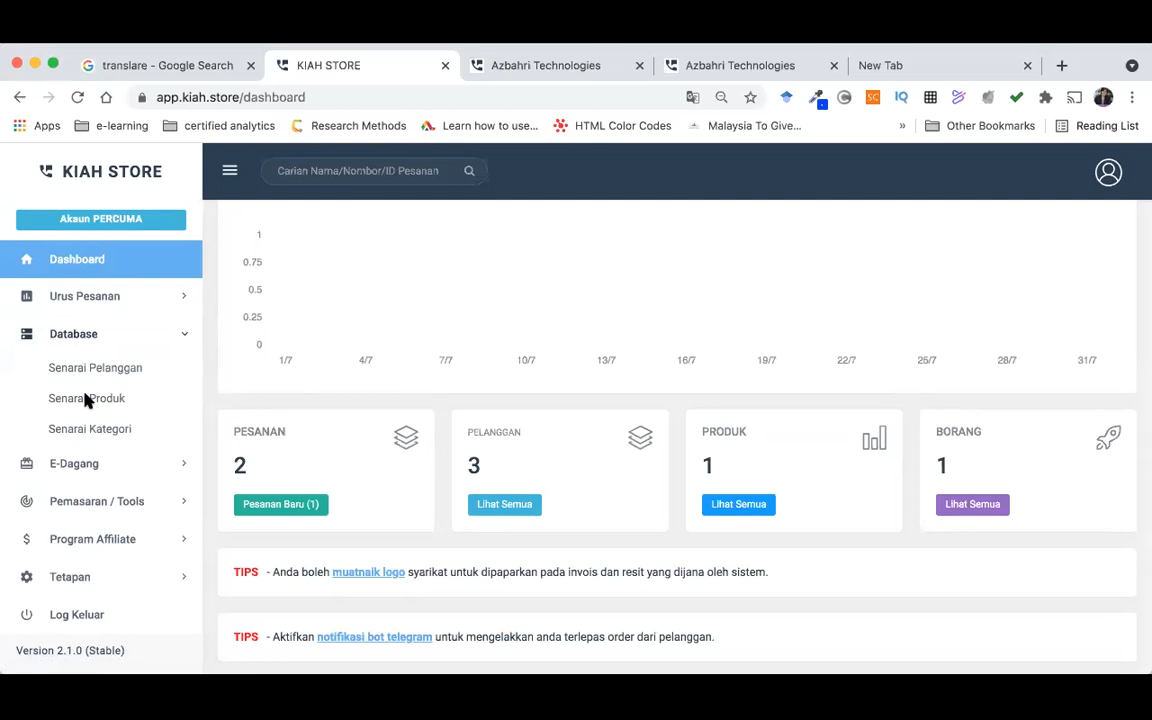 translare - Google Search
KIAH STORE
Azbahri Technologies
Azbahri Technologies
New Tab
app.kiah.store/dashboard
Apps
e-learning
certified analytics
Research Methods
Learn how to use...
HTML Color Codes
Malaysia To Give...
»
Other Bookmarks
Reading List
KIAH STORE
Carian Nama/Nombor/ID Pesanan
Akaun PERCUMA
Dashboard
Urus Pesanan
Database
Senarai Pelanggan
Senarai Produk
Senarai Kategori
E-Dagang
Pemasaran / Tools
Program Affiliate
Tetapan
Log Keluar
Version 2.1.0 (Stable)
1
0.75
0.5
0.25
0
1/7 4/7 7/7 10/7 13/7 16/7 19/7 22/7 25/7 28/7 31/7
PESANAN
2
Pesanan Baru (1)
PELANGGAN
3
Lihat Semua
PRODUK
1
Lihat Semua
BORANG
1
Lihat Semua
TIPS - Anda boleh muatnaik logo syarikat untuk dipaparkan pada invois dan resit yang dijana oleh sistem.
TIPS - Aktifkan notifikasi bot telegram untuk mengelakkan anda terlepas order dari pelanggan.